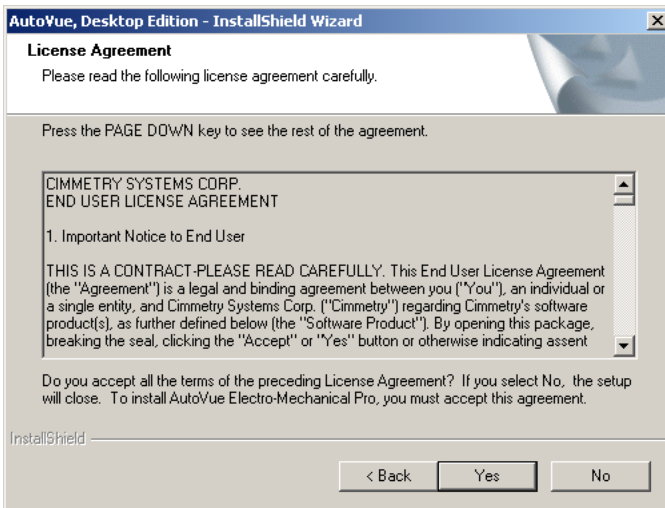 AutoVue, Desktop Edition - InstallShield Wizard
License Agreement
Please read the following license agreement carefully.
Press the PAGE DOWN key to see the rest of the agreement.
CIMMETRY SYSTEMS CORP.
END USER LICENSE AGREEMENT
1. Important Notice to End User
THIS IS A CONTRACT-PLEASE READ CAREFULLY. This End User License Agreement
(the "Agreement") is a legal and binding agreement between you ("You"), an individual or
a single entity, and Cimmetry Systems Corp. ("Cimmetry") regarding Cimmetry's software
product(s), as further defined below (the "Software Product"). By opening this package,
breaking the seal, clicking the "Accept" or "Yes" button or otherwise indicating assent
Do you accept all the terms of the preceding License Agreement? If you select No, the setup
will close. To install AutoVue Electro-Mechanical Pro, you must accept this agreement.
InstallShield
< Back Yes No